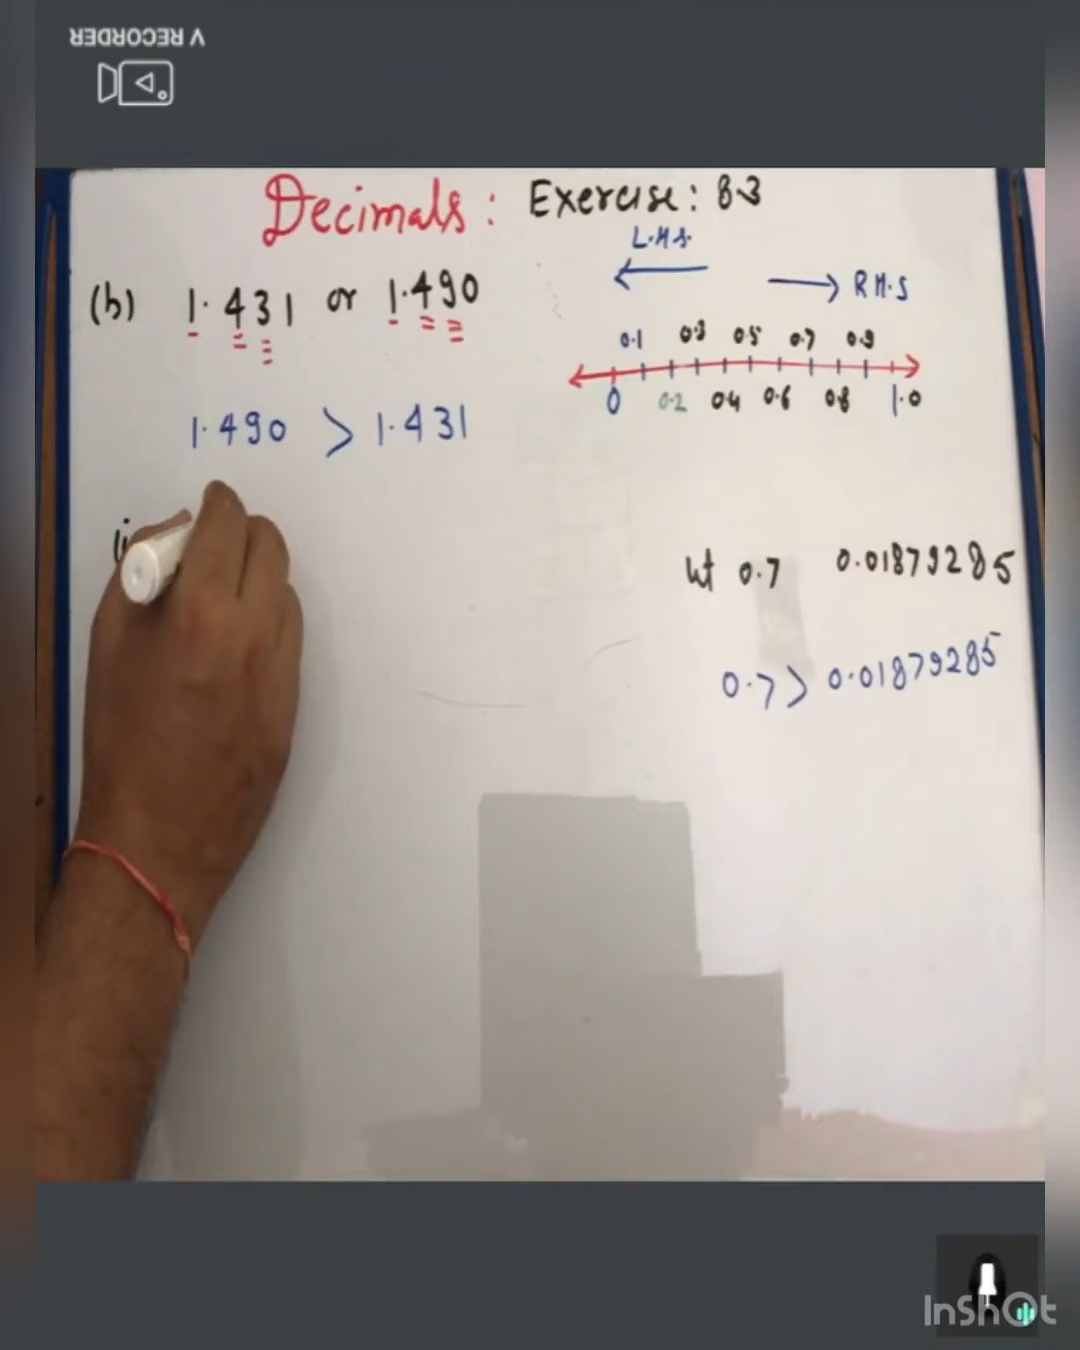 V RECORDER
Decimals: Exercise: 8.3
L.H.S.
R.H.S
(h) 1.431 or 1.490
0.1 0.3 0.5 0.7 0.9
0 0.2 0.4 0.6 0.8 1.0
1.490 > 1.431
(i
let 0.7 0.01879285
0.7 > 0.01879285
InShOt